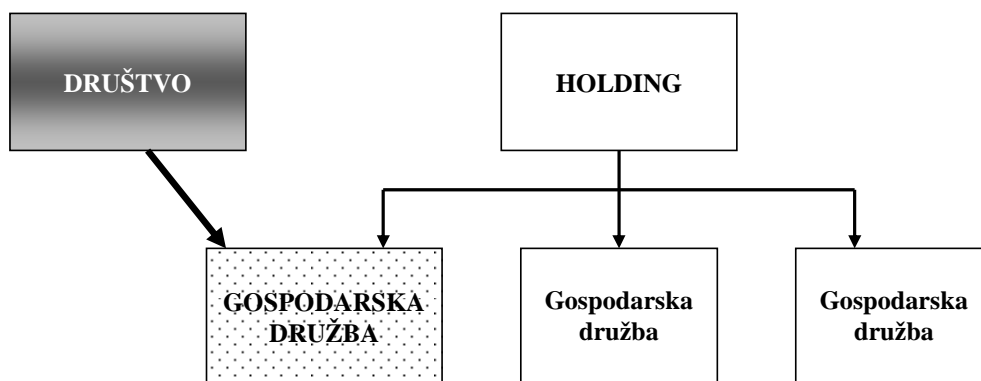 DRUŠTVO
HOLDING
GOSPODARSKA
DRUŽBA
Gospodarska
družba
Gospodarska
družba